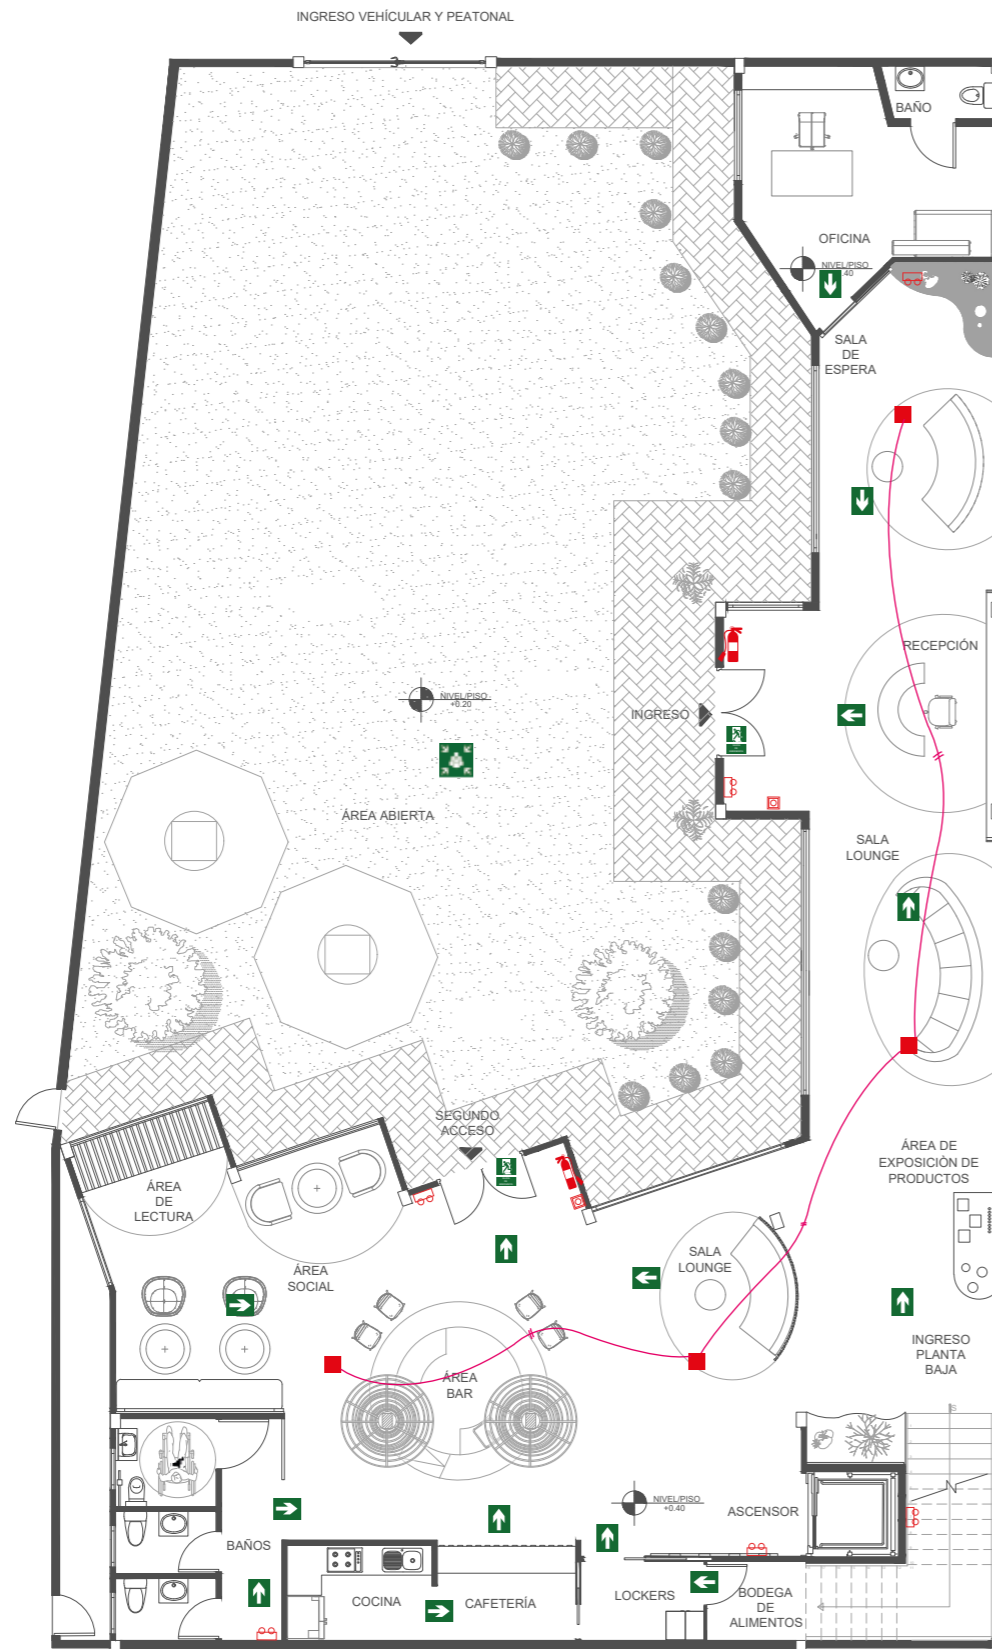 INGRESO VEHÍCULAR Y PEATONAL
BAÑO
OFICINA
NIVEL/PISO
.40
SALA
DE
ESPERA
RECEPCIÓN
NIVEL/PISO
+0.20
INGRESO
ÁREA ABIERTA
SALA
LOUNGE
SEGUNDO
ACCESO
ÁREA DE
EXPOSICIÓN DE
PRODUCTOS
ÁREA
DE
LECTURA
ÁREA
SOCIAL
SALA
LOUNGE
INGRESO
PLANTA
BAJA
ÁREA
BAR
S
N
NIVEL/PISO
+0.40
ASCENSOR
BAÑOS
COCINA
CAFETERÍA
LOCKERS
BODEGA
DE
ALIMENTOS